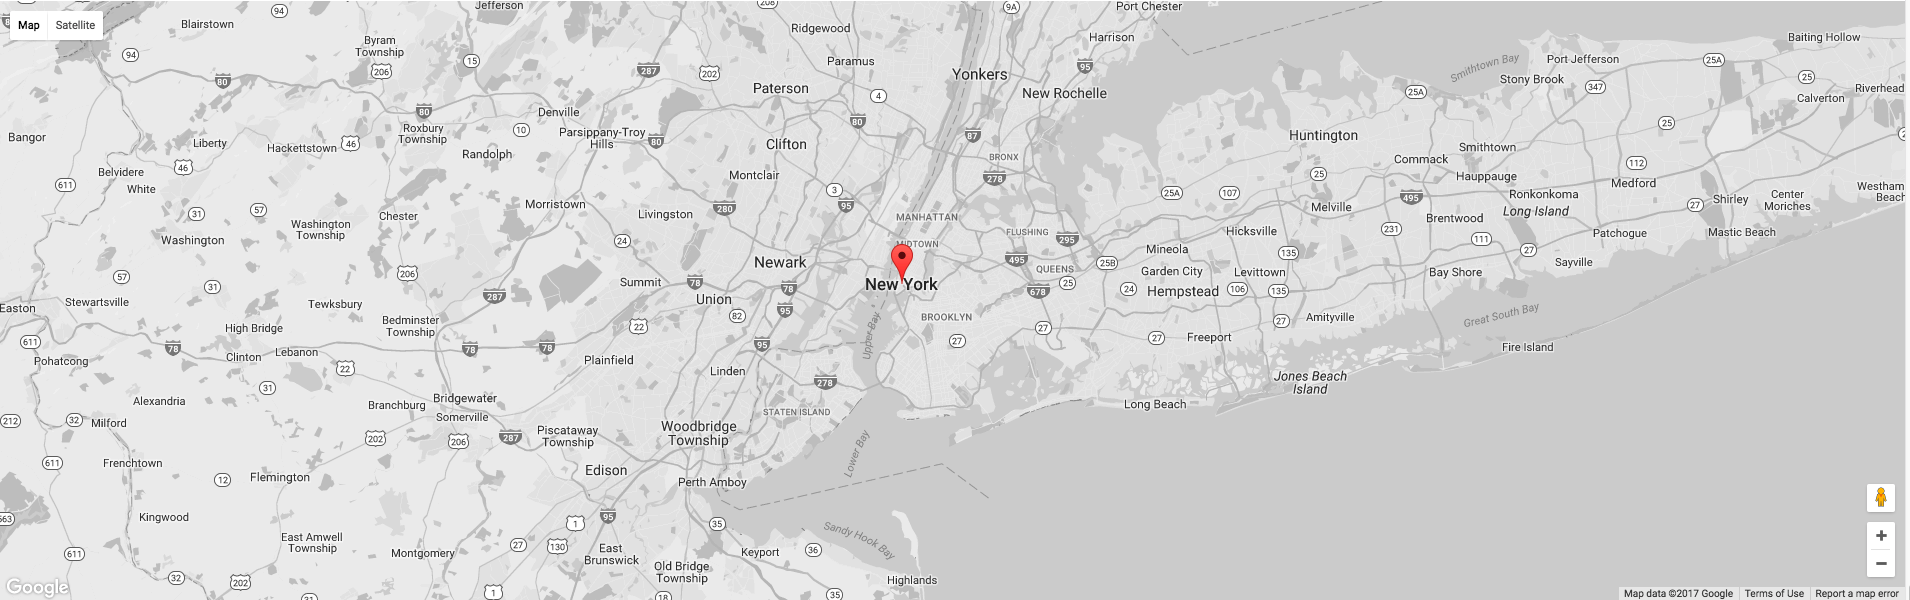 Map
Satellite
Jefferson
Port Chester
94
208
9A
Blairstown
Ridgewood
Harrison
Baiting Hollow
Byram
Township
94
206
15
287
202
Paramus
Yonkers
95
Smithtown Bay
Port Jefferson
25A
80
Stony Brook
25
80
Denville
Paterson
4
New Rochelle
25A
347
Riverhead
Calverton
Bangor
Liberty
Hackettstown
46
Roxbury
Township
10
Parsippany-Troy
Hills
80
80
Clifton
87
Huntington
25
Randolph
BRONX
Smithtown
Commack
46
Belvidere
White
611
Montclair
278
25
Hauppauge
112
Medford
31
57
Chester
Morristown
Livingston
280
3
95
25A
107
Melville
495
Ronkonkoma
Long Island
Brentwood
27
Shirley
Center
Moriches
Westham
Beach
Washington
Township
Washington
24
MANHATTAN
MIDTOWN
FLUSHING
295
Hicksville
231
111
Patchogue
Mastic Beach
57
206
31
Newark
495
QUEENS
25B
Mineola
Garden City
135
Levittown
27
Sayville
Bay Shore
Easton
Stewartsville
Tewksbury
287
Summit
78
78
Union
New York
678
25
24
Hempstead
106
135
High Bridge
Bedminster
Township
22
82
95
BROOKLYN
Upper Bay
27
27
27
Freeport
27
Amityville
Great South Bay
Fire Island
611
Pohatcong
78
Clinton
Lebanon
22
78
78
Plainfield
95
Linden
278
Jones Beach
Island
31
Alexandria
Branchburg
Bridgewater
Somerville
STATEN ISLAND
Long Beach
212
32
Milford
202
206
287
Piscataway
Township
Woodbridge
Township
Lower Bay
611
Frenchtown
12
Flemington
Edison
Perth Amboy
563
Kingwood
1
95
35
Sandy Hook Bay
611
East Amwell
Township
Montgomery
27
130
East
Brunswick
Keyport
36
32
202
1
Old Bridge
Township
18
35
Highlands
31
Google
Map data ©2017 Google
Terms of Use
Report a map error